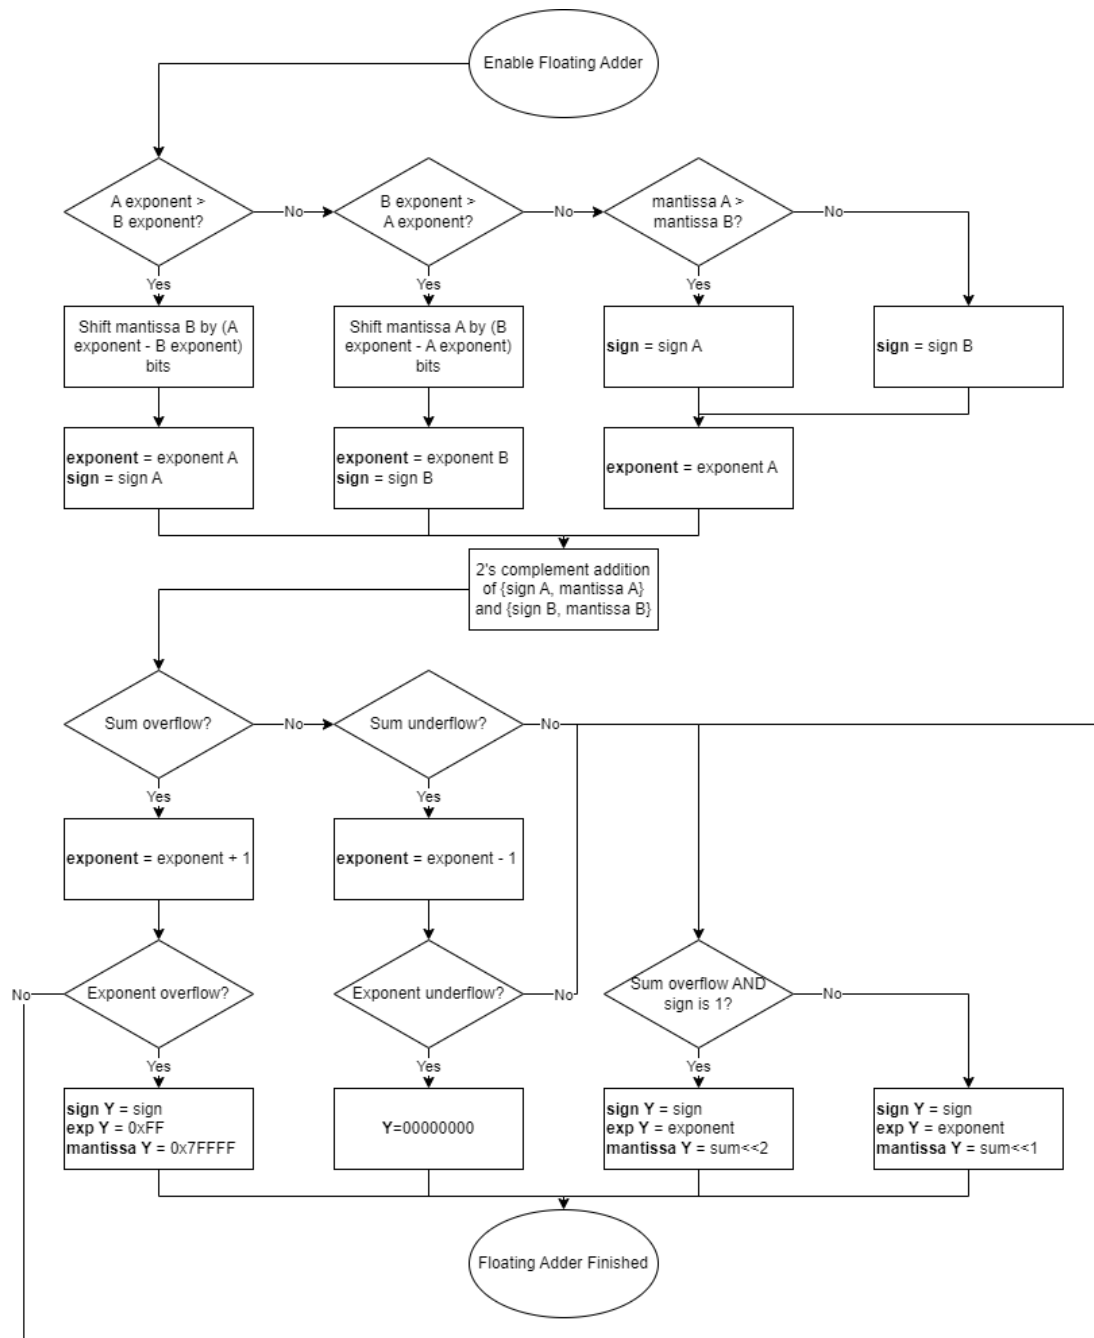 Enable Floating Adder
A exponent >
B exponent?
No
B exponent >
A exponent?
No
mantissa A >
mantissa B?
No
Yes
Yes
Yes
Shift mantissa B by (A
exponent - B exponent)
bits
Shift mantissa A by (B
exponent - A exponent)
bits
sign = sign A
sign = sign B
exponent = exponent A
sign = sign A
exponent = exponent B
sign = sign B
exponent = exponent A
2's complement addition
of {sign A, mantissa A}
and {sign B, mantissa B}
Sum overflow?
No
Sum underflow?
No
Yes
Yes
exponent = exponent + 1
exponent = exponent - 1
No
Exponent overflow?
Exponent underflow?
No
Sum overflow AND
sign is 1?
No
Yes
Yes
Yes
sign Y = sign
exp Y = 0xFF
mantissa Y = 0x7FFFF
Y=00000000
sign Y = sign
exp Y = exponent
mantissa Y = sum<<2
sign Y = sign
exp Y = exponent
mantissa Y = sum<<1
Floating Adder Finished